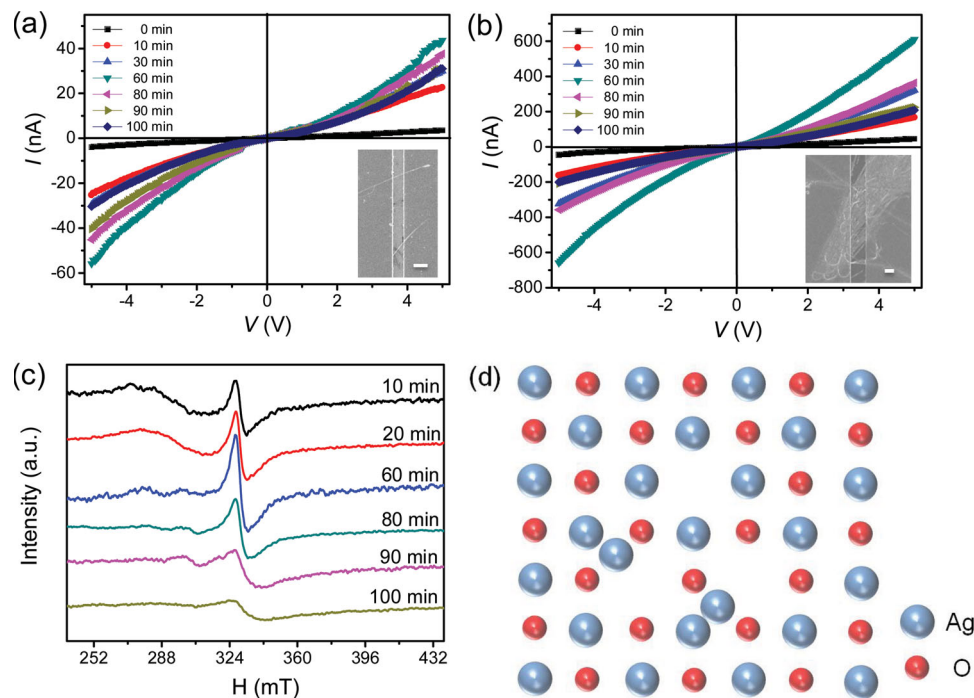 (a)
0 min
10 min
30 min
60 min
80 min
90 min
100 min
I (nA)
40
20
0
-20
-40
-60
-4
-2
0
2
4
V (V)
(b)
0 min
10 min
30 min
60 min
80 min
90 min
100 min
I (nA)
600
400
200
0
-200
-400
-600
-800
-4
-2
0
2
4
V (V)
(c)
10 min
20 min
60 min
80 min
90 min
100 min
Intensity (a.u.)
252
288
324
360
396
432
H (mT)
(d)
Ag
O